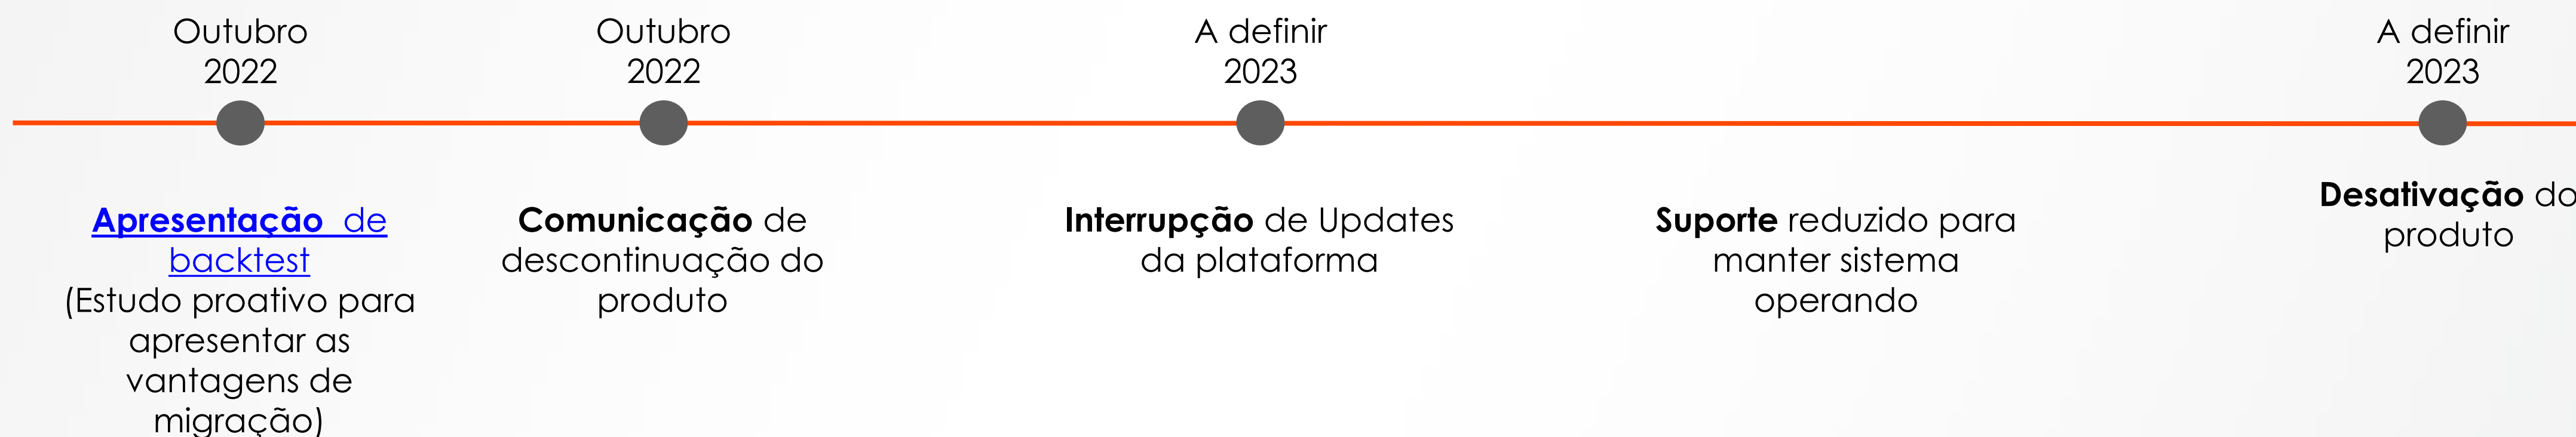 Outubro
2022
Outubro
2022
A definir
2023
A definir
2023
Apresentação de
backtest
(Estudo proativo para
apresentar as
vantagens de
migração)
Comunicação de
descontinuação do
produto
Interrupção de Updates
da plataforma
Suporte reduzido para
manter sistema
operando
Desativação do
produto